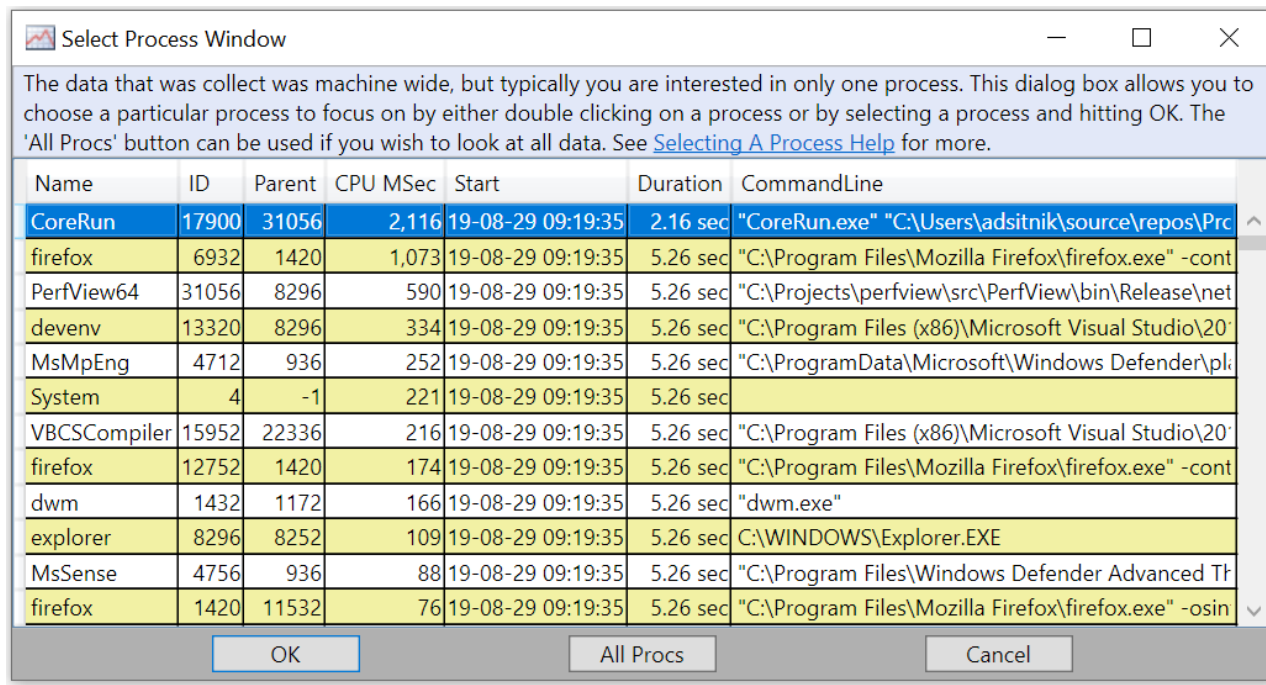 Select Process Window
The data that was collect was machine wide, but typically you are interested in only one process. This dialog box allows you to
choose a particular process to focus on by either double clicking on a process or by selecting a process and hitting OK. The
'All Procs' button can be used if you wish to look at all data. See Selecting A Process Help for more.
Name ID Parent CPU MSec Start Duration CommandLine
CoreRun 17900 31056 2,116 19-08-29 09:19:35 2.16 sec "CoreRun.exe" "C:\Users\adsitnik\source\repos\Prc
firefox 6932 1420 1,073 19-08-29 09:19:35 5.26 sec "C:\Program Files\Mozilla Firefox\firefox.exe" -cont
PerfView64 31056 8296 590 19-08-29 09:19:35 5.26 sec "C:\Projects\perfview\src\PerfView\bin\Release\net
devenv 13320 8296 334 19-08-29 09:19:35 5.26 sec "C:\Program Files (x86)\Microsoft Visual Studio\20
MsMpEng 4712 936 252 19-08-29 09:19:35 5.26 sec "C:\ProgramData\Microsoft\Windows Defender\pla
System 4 -1 221 19-08-29 09:19:35 5.26 sec
VBCSCompiler 15952 22336 216 19-08-29 09:19:35 5.26 sec "C:\Program Files (x86)\Microsoft Visual Studio\20
firefox 12752 1420 174 19-08-29 09:19:35 5.26 sec "C:\Program Files\Mozilla Firefox\firefox.exe" -cont
dwm 1432 1172 166 19-08-29 09:19:35 5.26 sec "dwm.exe"
explorer 8296 8252 109 19-08-29 09:19:35 5.26 sec C:\WINDOWS\Explorer.EXE
MsSense 4756 936 88 19-08-29 09:19:35 5.26 sec "C:\Program Files\Windows Defender Advanced Th
firefox 1420 11532 76 19-08-29 09:19:35 5.26 sec "C:\Program Files\Mozilla Firefox\firefox.exe" -osin
OK All Procs Cancel